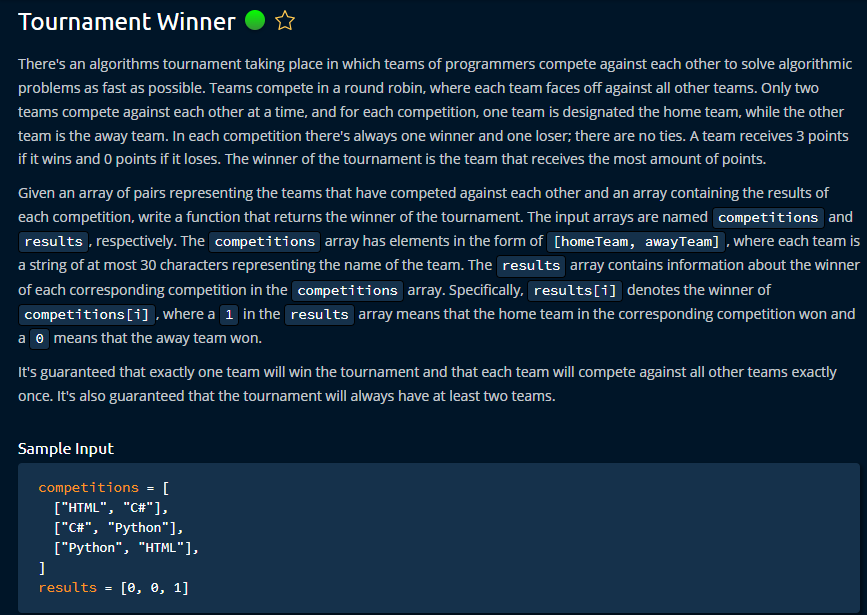 Tournament Winner
There's an algorithms tournament taking place in which teams of programmers compete against each other to solve algorithmic
problems as fast as possible. Teams compete in a round robin, where each team faces off against all other teams. Only two
teams compete against each other at a time, and for each competition, one team is designated the home team, while the other
team is the away team. In each competition there's always one winner and one loser; there are no ties. A team receives 3 points
if it wins and 0 points if it loses. The winner of the tournament is the team that receives the most amount of points.
Given an array of pairs representing the teams that have competed against each other and an array containing the results of
each competition, write a function that returns the winner of the tournament. The input arrays are named competitions and
results, respectively. The competitions array has elements in the form of [homeTeam, awayTeam], where each team is
a string of at most 30 characters representing the name of the team. The results array contains information about the winner
of each corresponding competition in the competitions array. Specifically, results[i] denotes the winner of
competitions[i], where a 1 in the results array means that the home team in the corresponding competition won and
a 0 means that the away team won.
It's guaranteed that exactly one team will win the tournament and that each team will compete against all other teams exactly
once. It's also guaranteed that the tournament will always have at least two teams.
Sample Input
competitions = [
["HTML", "C#"],
["C#", "Python"],
["Python", "HTML"],
]
results = [0, 0, 1]